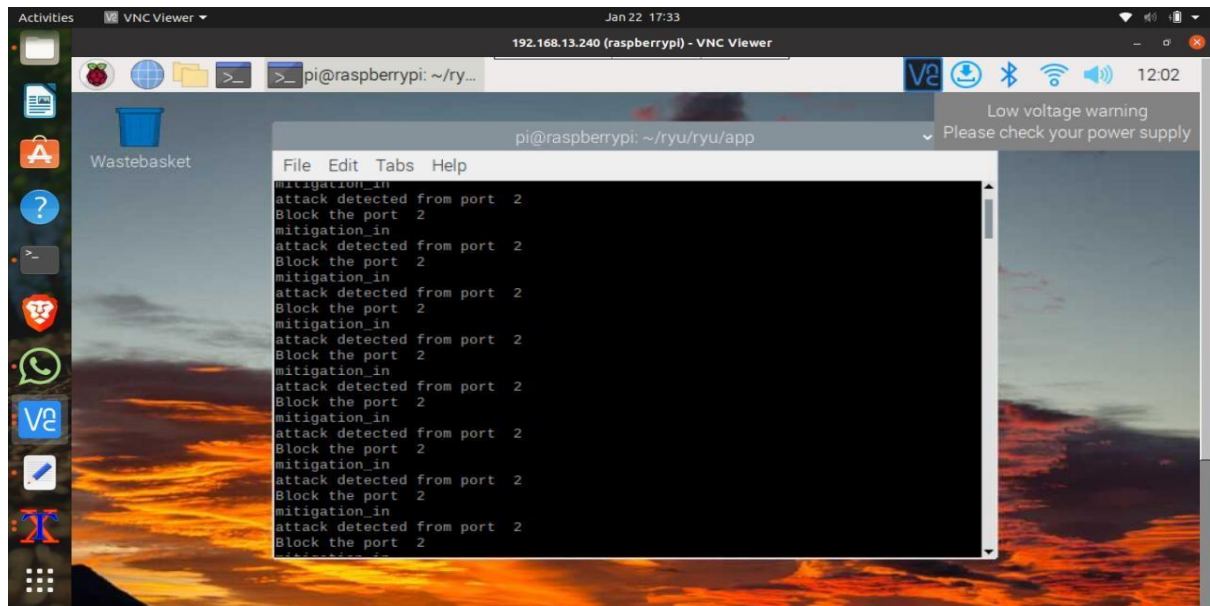 Activities VNC Viewer Jan 22 17:33
192.168.13.240 (raspberrypi) - VNC Viewer
>_ >_ pi@raspberrypi: ~/ry... 12:02
Low voltage warning
Please check your power supply
pi@raspberrypi: ~/ryu/ryu/app
Wastebasket
File Edit Tabs Help
mitigation_in
attack detected from port 2
Block the port 2
mitigation_in
attack detected from port 2
Block the port 2
mitigation_in
attack detected from port 2
Block the port 2
mitigation_in
attack detected from port 2
Block the port 2
mitigation_in
attack detected from port 2
Block the port 2
mitigation_in
attack detected from port 2
Block the port 2
mitigation_in
attack detected from port 2
Block the port 2
mitigation_in
attack detected from port 2
Block the port 2
mitigation_in